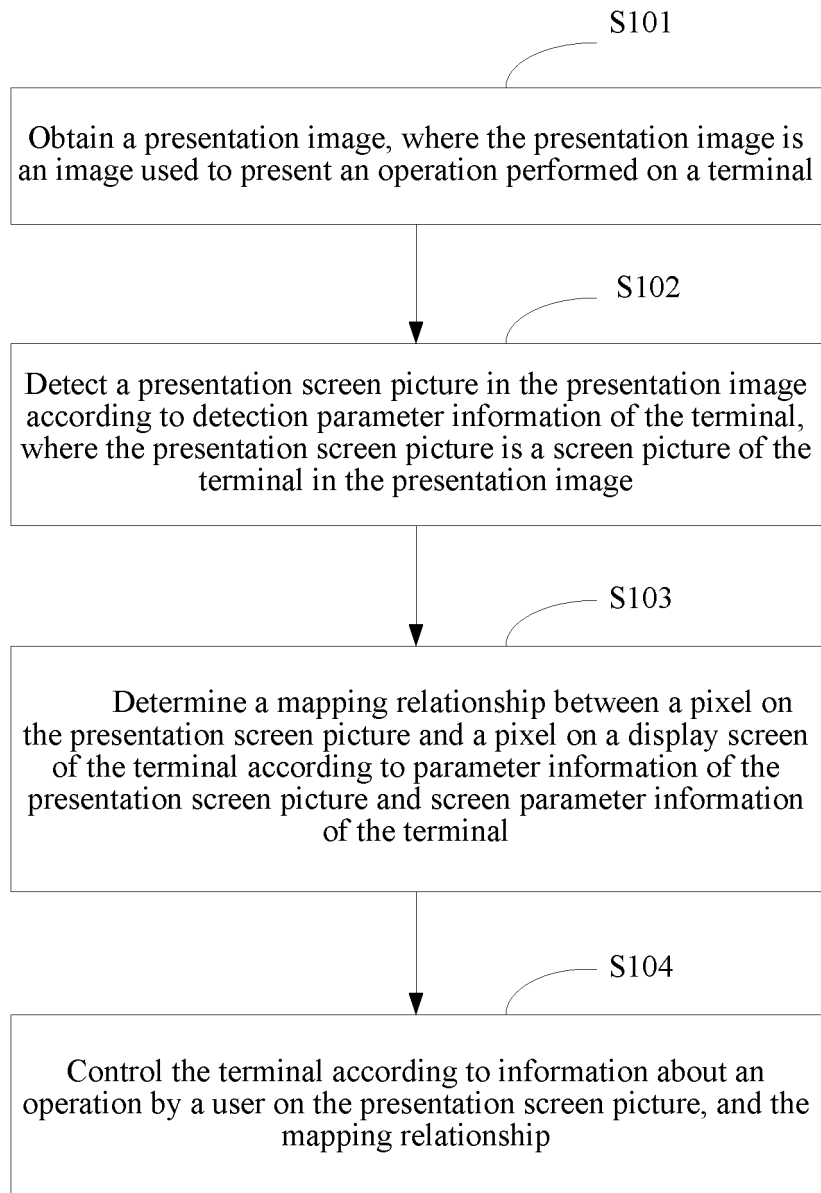 S101
Obtain a presentation image, where the presentation image is
an image used to present an operation performed on a terminal
S102
Detect a presentation screen picture in the presentation image
according to detection parameter information of the terminal,
where the presentation screen picture is a screen picture of the
terminal in the presentation image
S103
Determine a mapping relationship between a pixel on
the presentation screen picture and a pixel on a display screen
of the terminal according to parameter information of the
presentation screen picture and screen parameter information
of the terminal
S104
Control the terminal according to information about an
operation by a user on the presentation screen picture, and the
mapping relationship